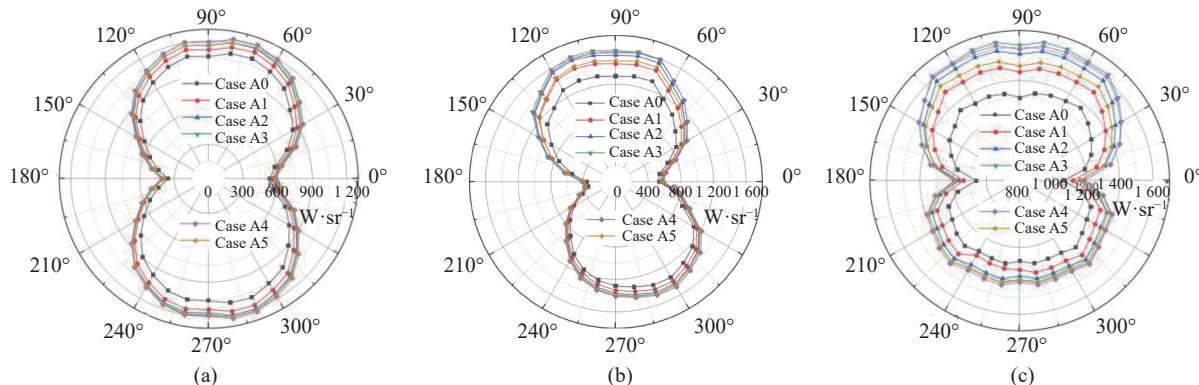 90°
120°
60°
150°
30°
180°
0°
210°
240°
300°
270°
Case A0
Case A1
Case A2
Case A3
Case A4
Case A5
0 300 600 900 1 200
W·sr⁻¹
(a)
90°
120°
60°
150°
30°
180°
0°
210°
240°
300°
270°
Case A0
Case A1
Case A2
Case A3
Case A4
Case A5
0 400 800 1 200 1 600
W·sr⁻¹
(b)
90°
120°
60°
150°
30°
180°
0°
210°
240°
300°
270°
Case A0
Case A1
Case A2
Case A3
Case A4
Case A5
800 1 000 1 400 1 600
1 200
W·sr⁻¹
(c)